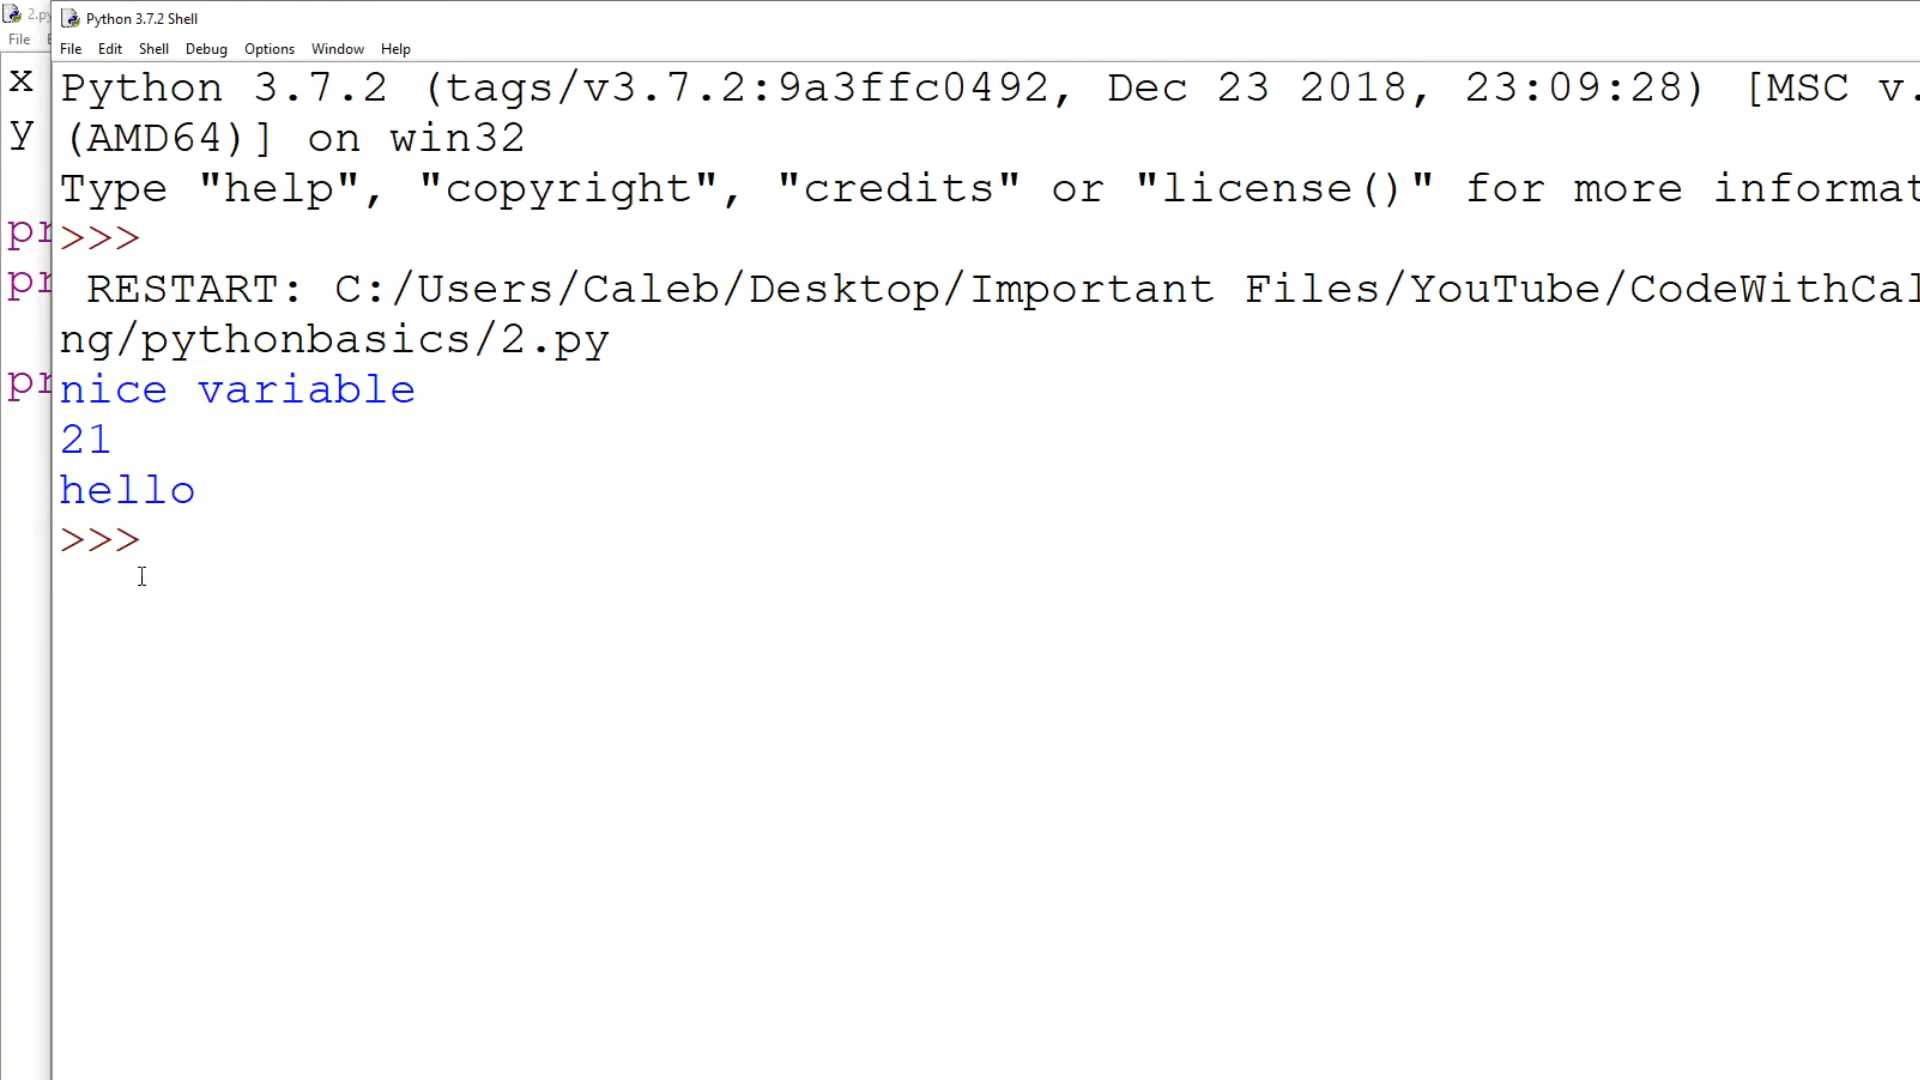 2.py
Python 3.7.2 Shell
File
File Edit Shell Debug Options Window Help
x
y
pr
pr
pr
Python 3.7.2 (tags/v3.7.2:9a3ffc0492, Dec 23 2018, 23:09:28) [MSC v.
(AMD64)] on win32
Type "help", "copyright", "credits" or "license()" for more informat
>>>
RESTART: C:/Users/Caleb/Desktop/Important Files/YouTube/CodeWithCal
ng/pythonbasics/2.py
nice variable
21
hello
>>>